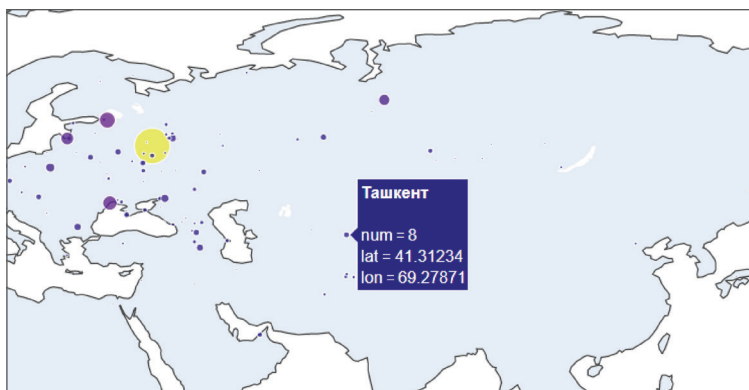 Ташкент
num = 8
lat = 41.31234
lon = 69.27871